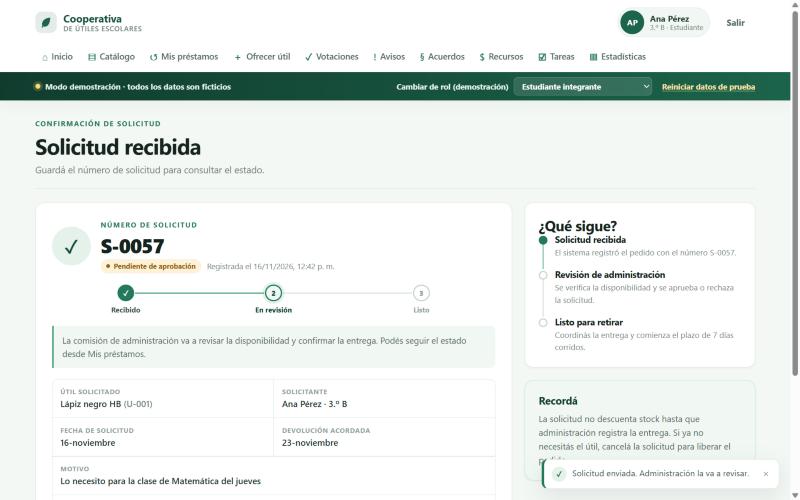 Cooperativa
DE ÚTILES ESCOLARES
AP
Ana Pérez
3.º B · Estudiante
Salir
Inicio
Catálogo
Mis préstamos
+ Ofrecer útil
✓ Votaciones
! Avisos
§ Acuerdos
$ Recursos
Tareas
Estadísticas
Modo demostración · todos los datos son ficticios
Cambiar de rol (demostración)
Estudiante integrante
Reiniciar datos de prueba
CONFIRMACIÓN DE SOLICITUD
Solicitud recibida
Guardá el número de solicitud para consultar el estado.
NÚMERO DE SOLICITUD
S-0057
Pendiente de aprobación
Registrada el 16/11/2026, 12:42 p. m.
✓
2
3
Recibido
En revisión
Listo
La comisión de administración va a revisar la disponibilidad y confirmar la entrega. Podés seguir el estado
desde Mis préstamos.
ÚTIL SOLICITADO
Lápiz negro HB (U-001)
SOLICITANTE
Ana Pérez · 3.º B
FECHA DE SOLICITUD
16-noviembre
DEVOLUCIÓN ACORDADA
23-noviembre
MOTIVO
Lo necesito para la clase de Matemática del jueves
¿Qué sigue?
Solicitud recibida
El sistema registró el pedido con el número S-0057.
Revisión de administración
Se verifica la disponibilidad y se aprueba o rechaza
la solicitud.
Listo para retirar
Coordinás la entrega y comienza el plazo de 7 días
corridos.
Recordá
La solicitud no descuenta stock hasta que
administración registra la entrega. Si ya no
necesitás el útil, cancelá la solicitud para liberar el
✓ Solicitud enviada. Administración la va a revisar. ×